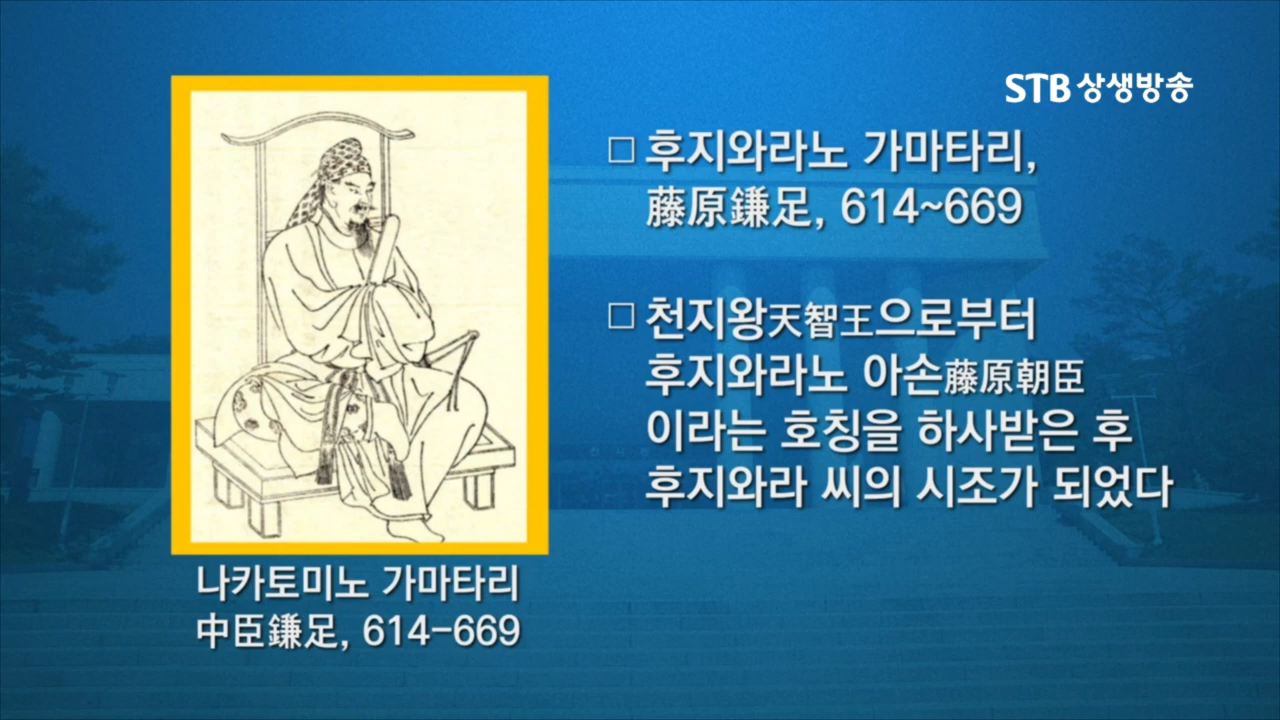 STB 상생방송
□ 후지와라노 가마타리,
藤原鎌足, 614~669
□ 천지왕天智王으로부터
후지와라노 아손藤原朝臣
이라는 호칭을 하사받은 후
후지와라 씨의 시조가 되었다
나카토미노 가마타리
中臣鎌足, 614-669